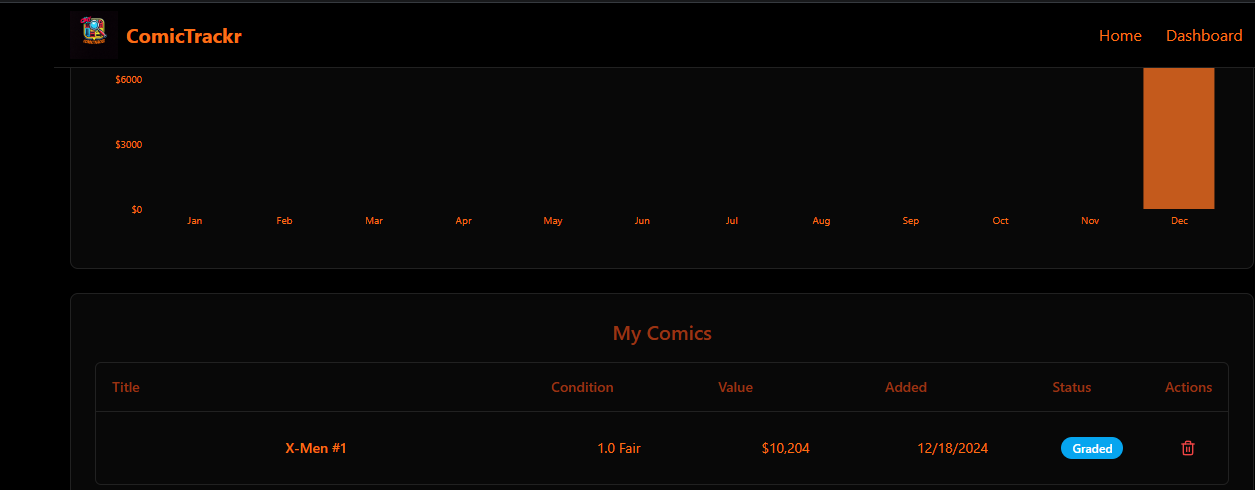 ComicTrackr Home Dashboard
$6000
$3000
$0
Jan Feb Mar Apr May Jun Jul Aug Sep Oct Nov Dec
My Comics
Title Condition Value Added Status Actions
X-Men #1 1.0 Fair $10,204 12/18/2024 Graded